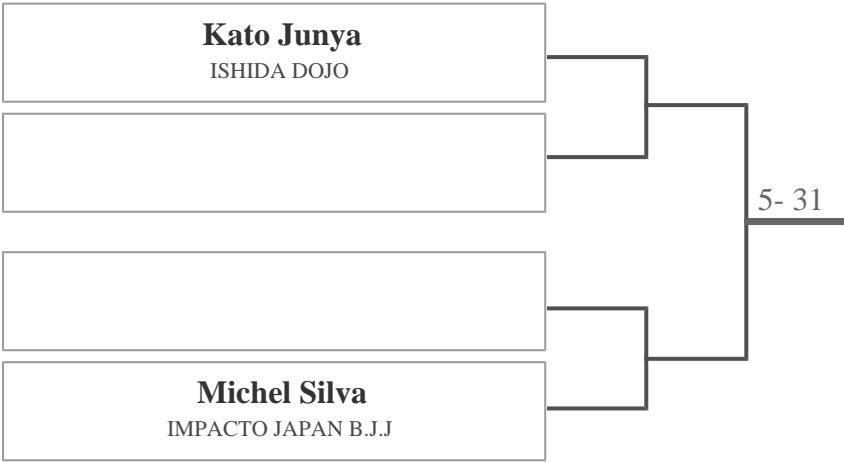 Kato Junya
ISHIDA DOJO
5- 31
Michel Silva
IMPACTO JAPAN B.J.J